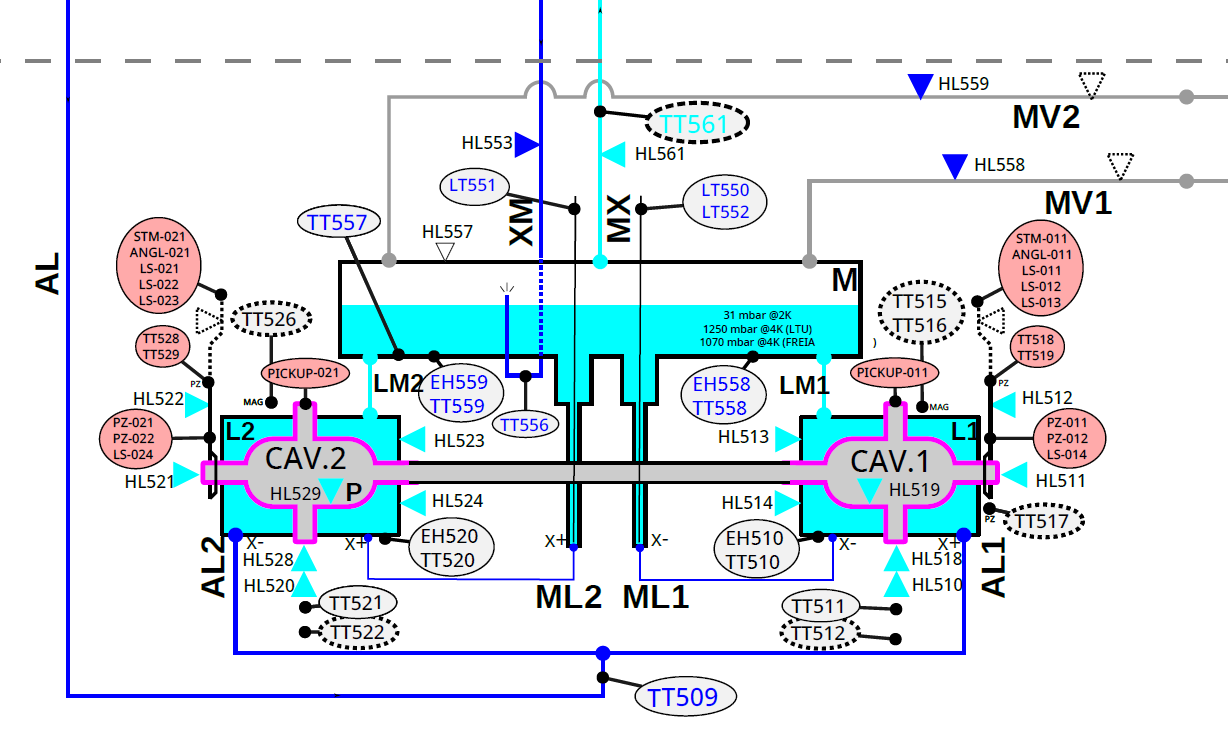 HL559
MV2
TT561
HL553
HL561
HL558
MV1
LT551
LT550
LT552
XM
MX
TT557
HL557
AL
STM-021
ANGL-021
LS-021
LS-022
LS-023
STM-011
ANGL-011
LS-011
LS-012
LS-013
M
TT526
TT515
TT516
31 mbar @2K
1250 mbar @4K (LTU)
1070 mbar @4K (FREIA
)
TT528
TT529
TT518
TT519
PICKUP-021
PICKUP-011
LM2
LM1
EH559
TT559
EH558
TT558
PZ
PZ
HL522
HL512
MAG
MAG
TT556
PZ-021
PZ-022
LS-024
PZ-011
PZ-012
LS-014
L2
L1
HL523
HL513
CAV.2
CAV.1
HL521
HL511
HL529
P
HL519
HL524
HL514
PZ
TT517
X-
X+
X+
X-
X-
X+
EH520
TT520
EH510
TT510
AL2
AL1
HL528
HL518
HL520
HL510
ML2
ML1
TT521
TT511
TT522
TT512
TT509